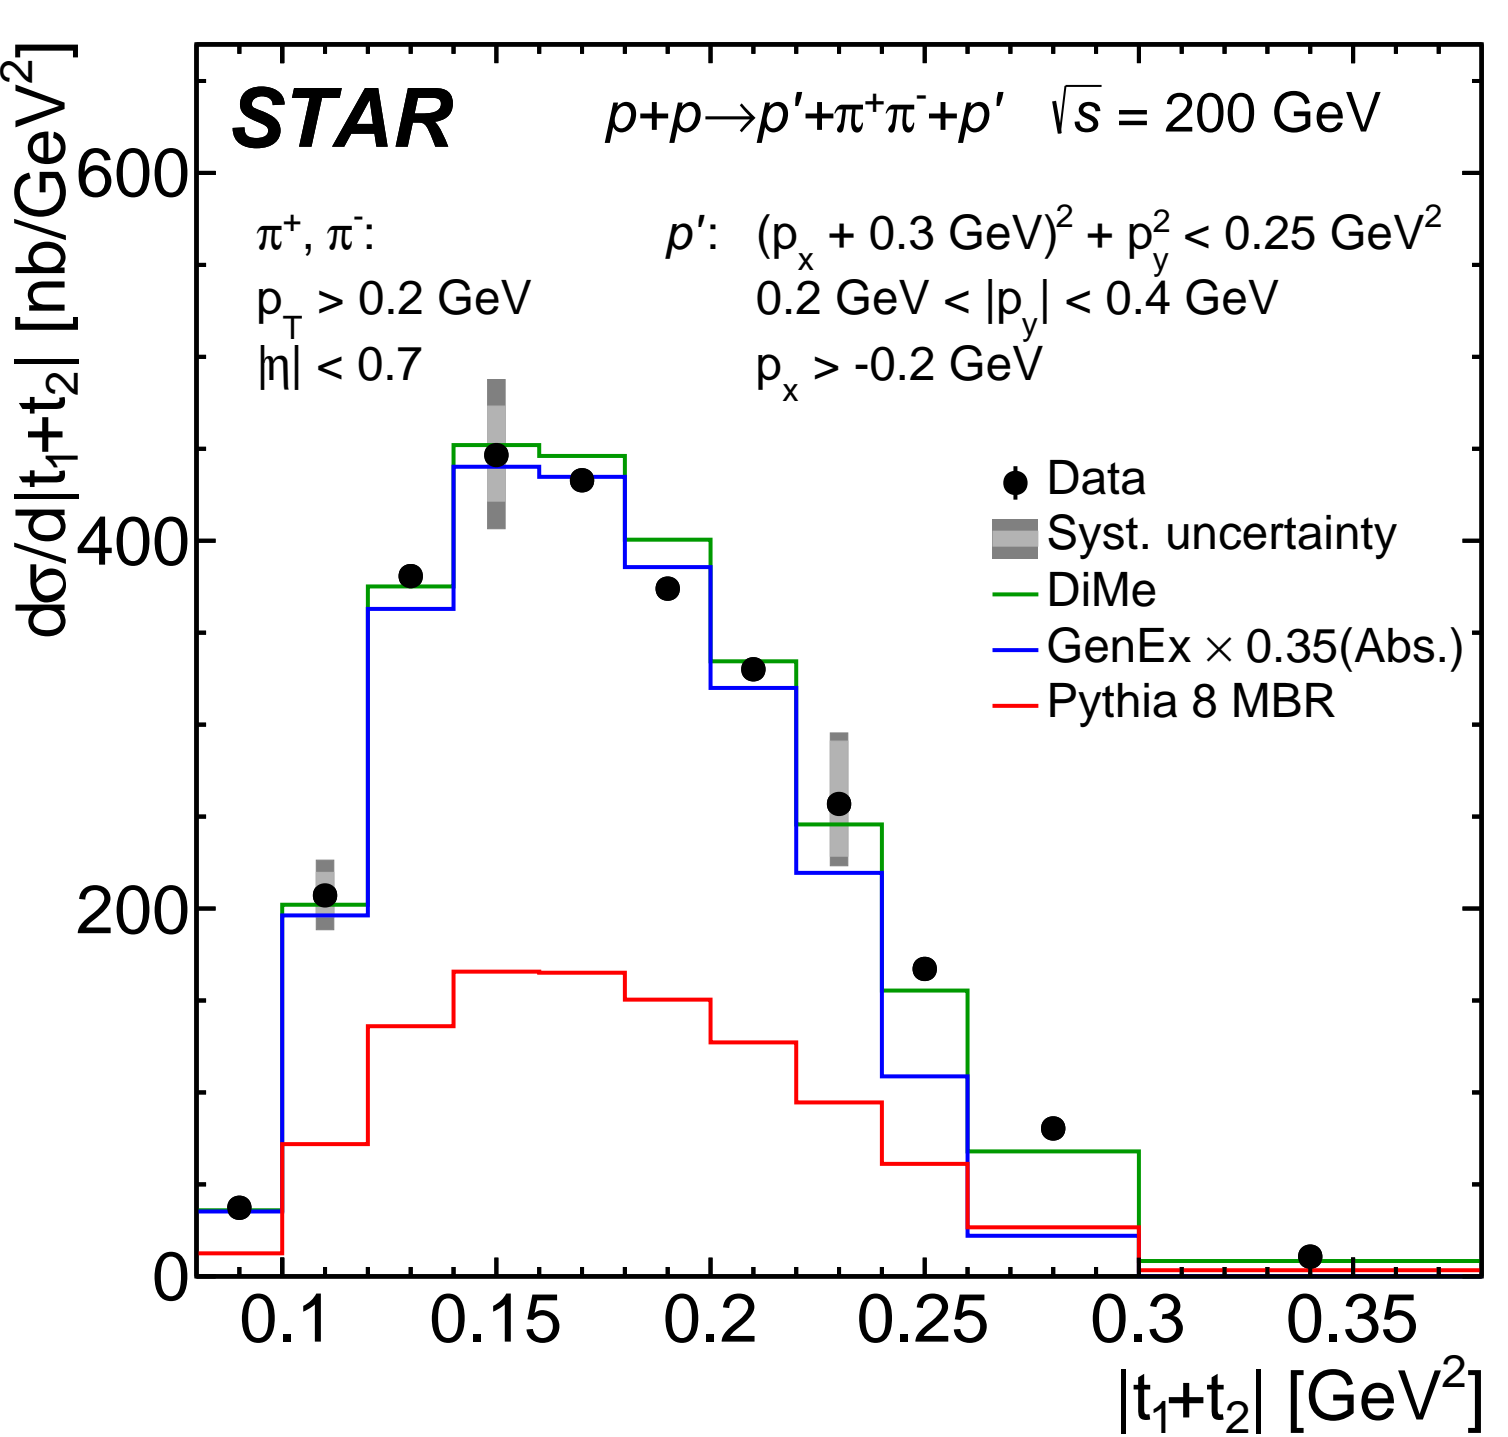 STAR p+p→p′+π⁺π⁻+p′ √s = 200 GeV
π⁺, π⁻: p′: (pₓ + 0.3 GeV)² + p_y² < 0.25 GeV²
p_T > 0.2 GeV 0.2 GeV < |p_y| < 0.4 GeV
|η| < 0.7 pₓ > -0.2 GeV
Data
Syst. uncertainty
DiMe
GenEx × 0.35(Abs.)
Pythia 8 MBR
dσ/d|t₁+t₂| [nb/GeV²]
600
400
200
0
0.1 0.15 0.2 0.25 0.3 0.35
|t₁+t₂| [GeV²]